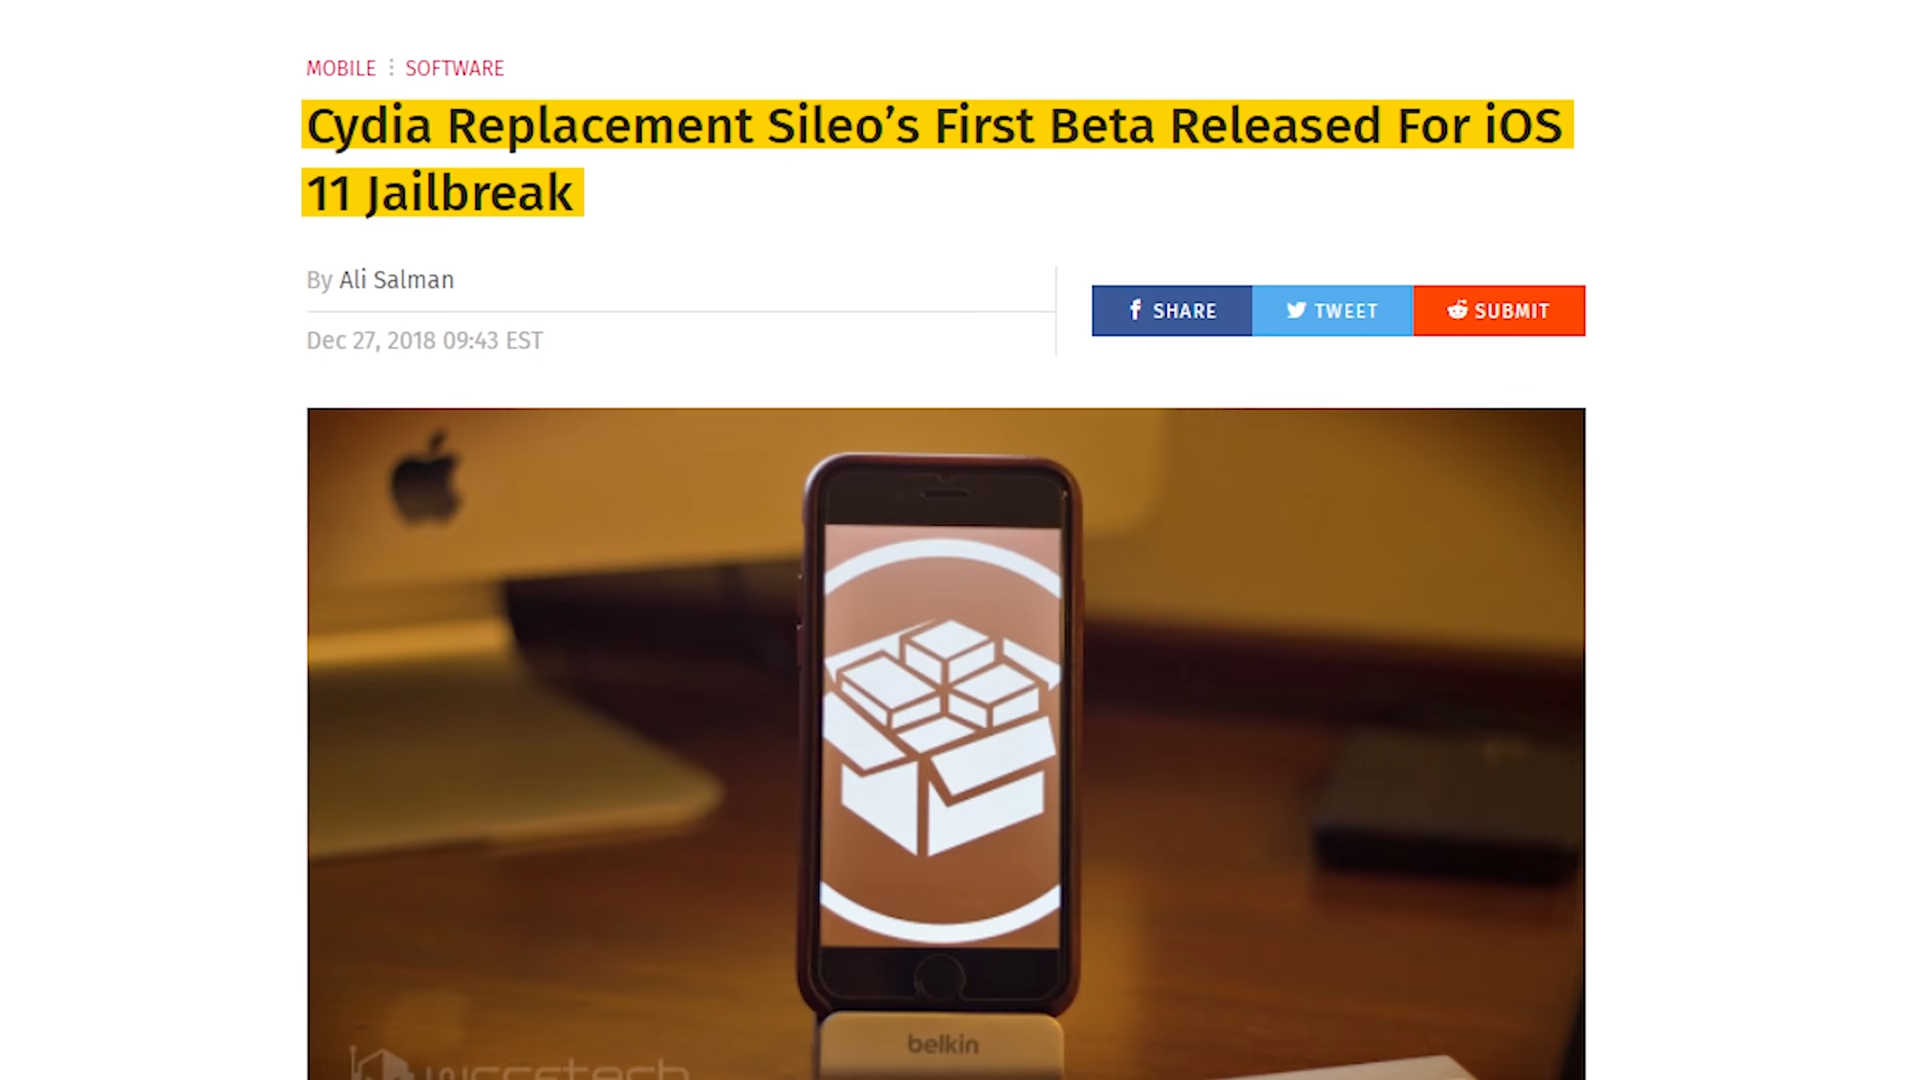 MOBILE ⋮ SOFTWARE
Cydia Replacement Sileo’s First Beta Released For iOS
11 Jailbreak
By Ali Salman
Dec 27, 2018 09:43 EST
SHARE
TWEET
SUBMIT
belkin
wccftech